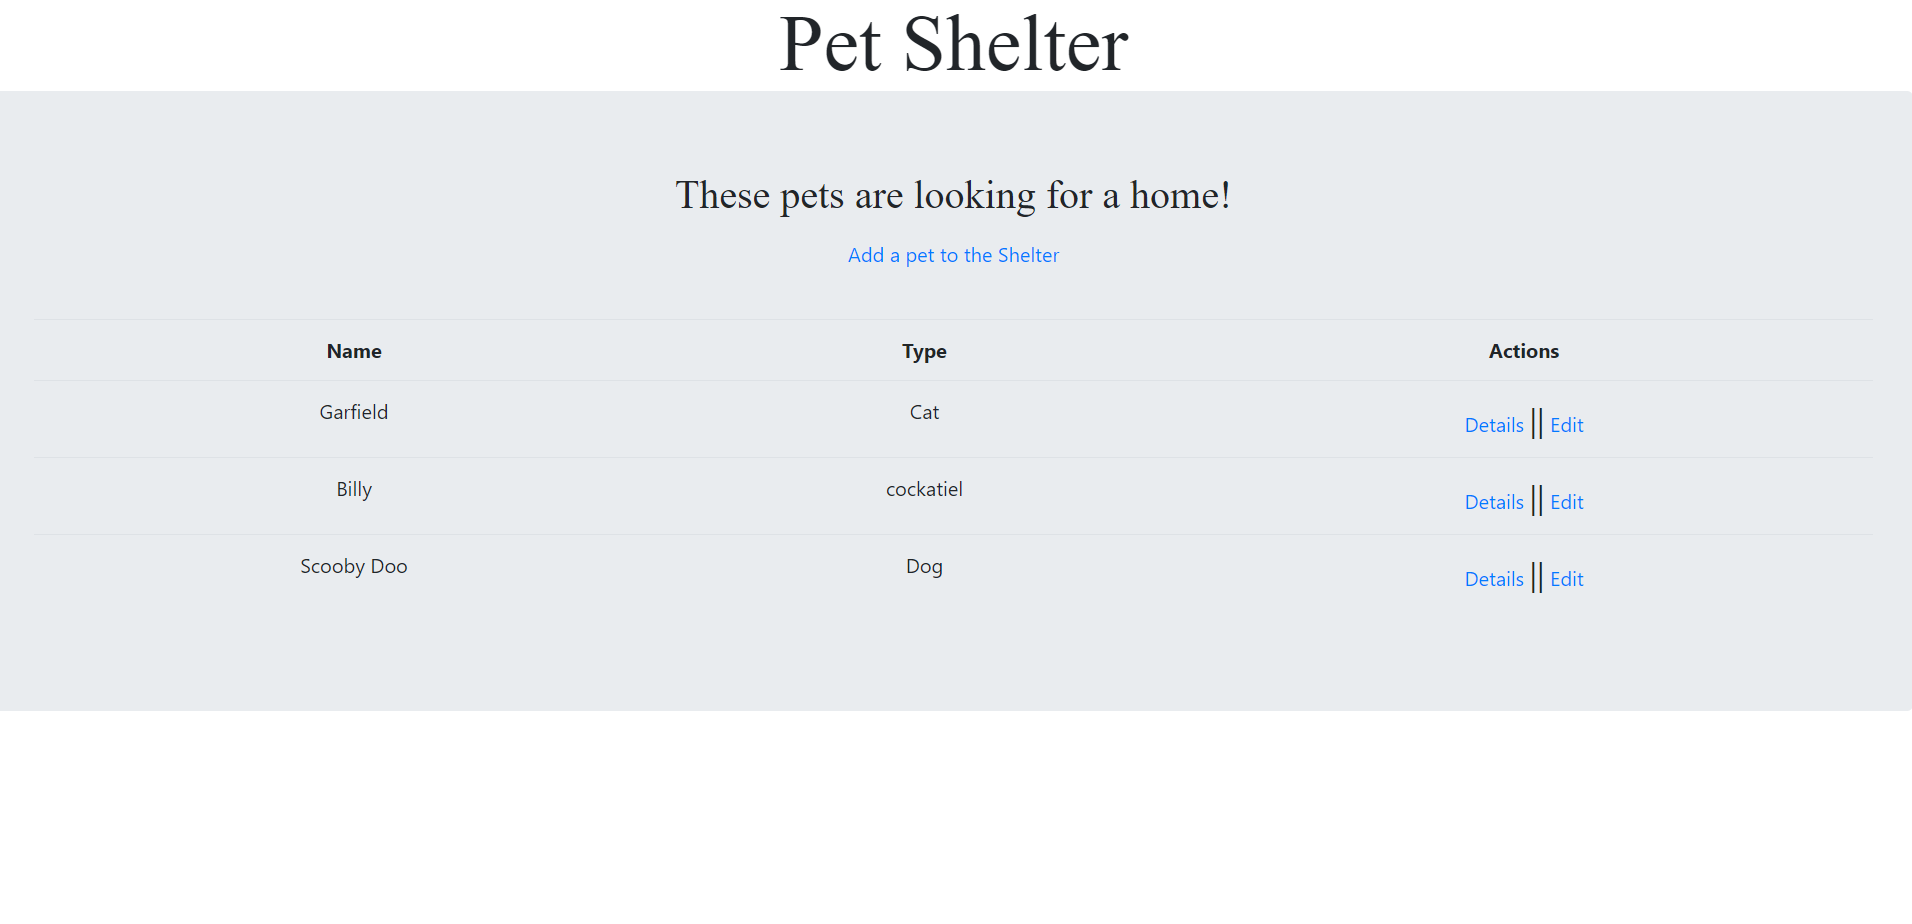 Pet Shelter
These pets are looking for a home!
Add a pet to the Shelter
Name Type Actions
Garfield Cat Details || Edit
Billy cockatiel Details || Edit
Scooby Doo Dog Details || Edit